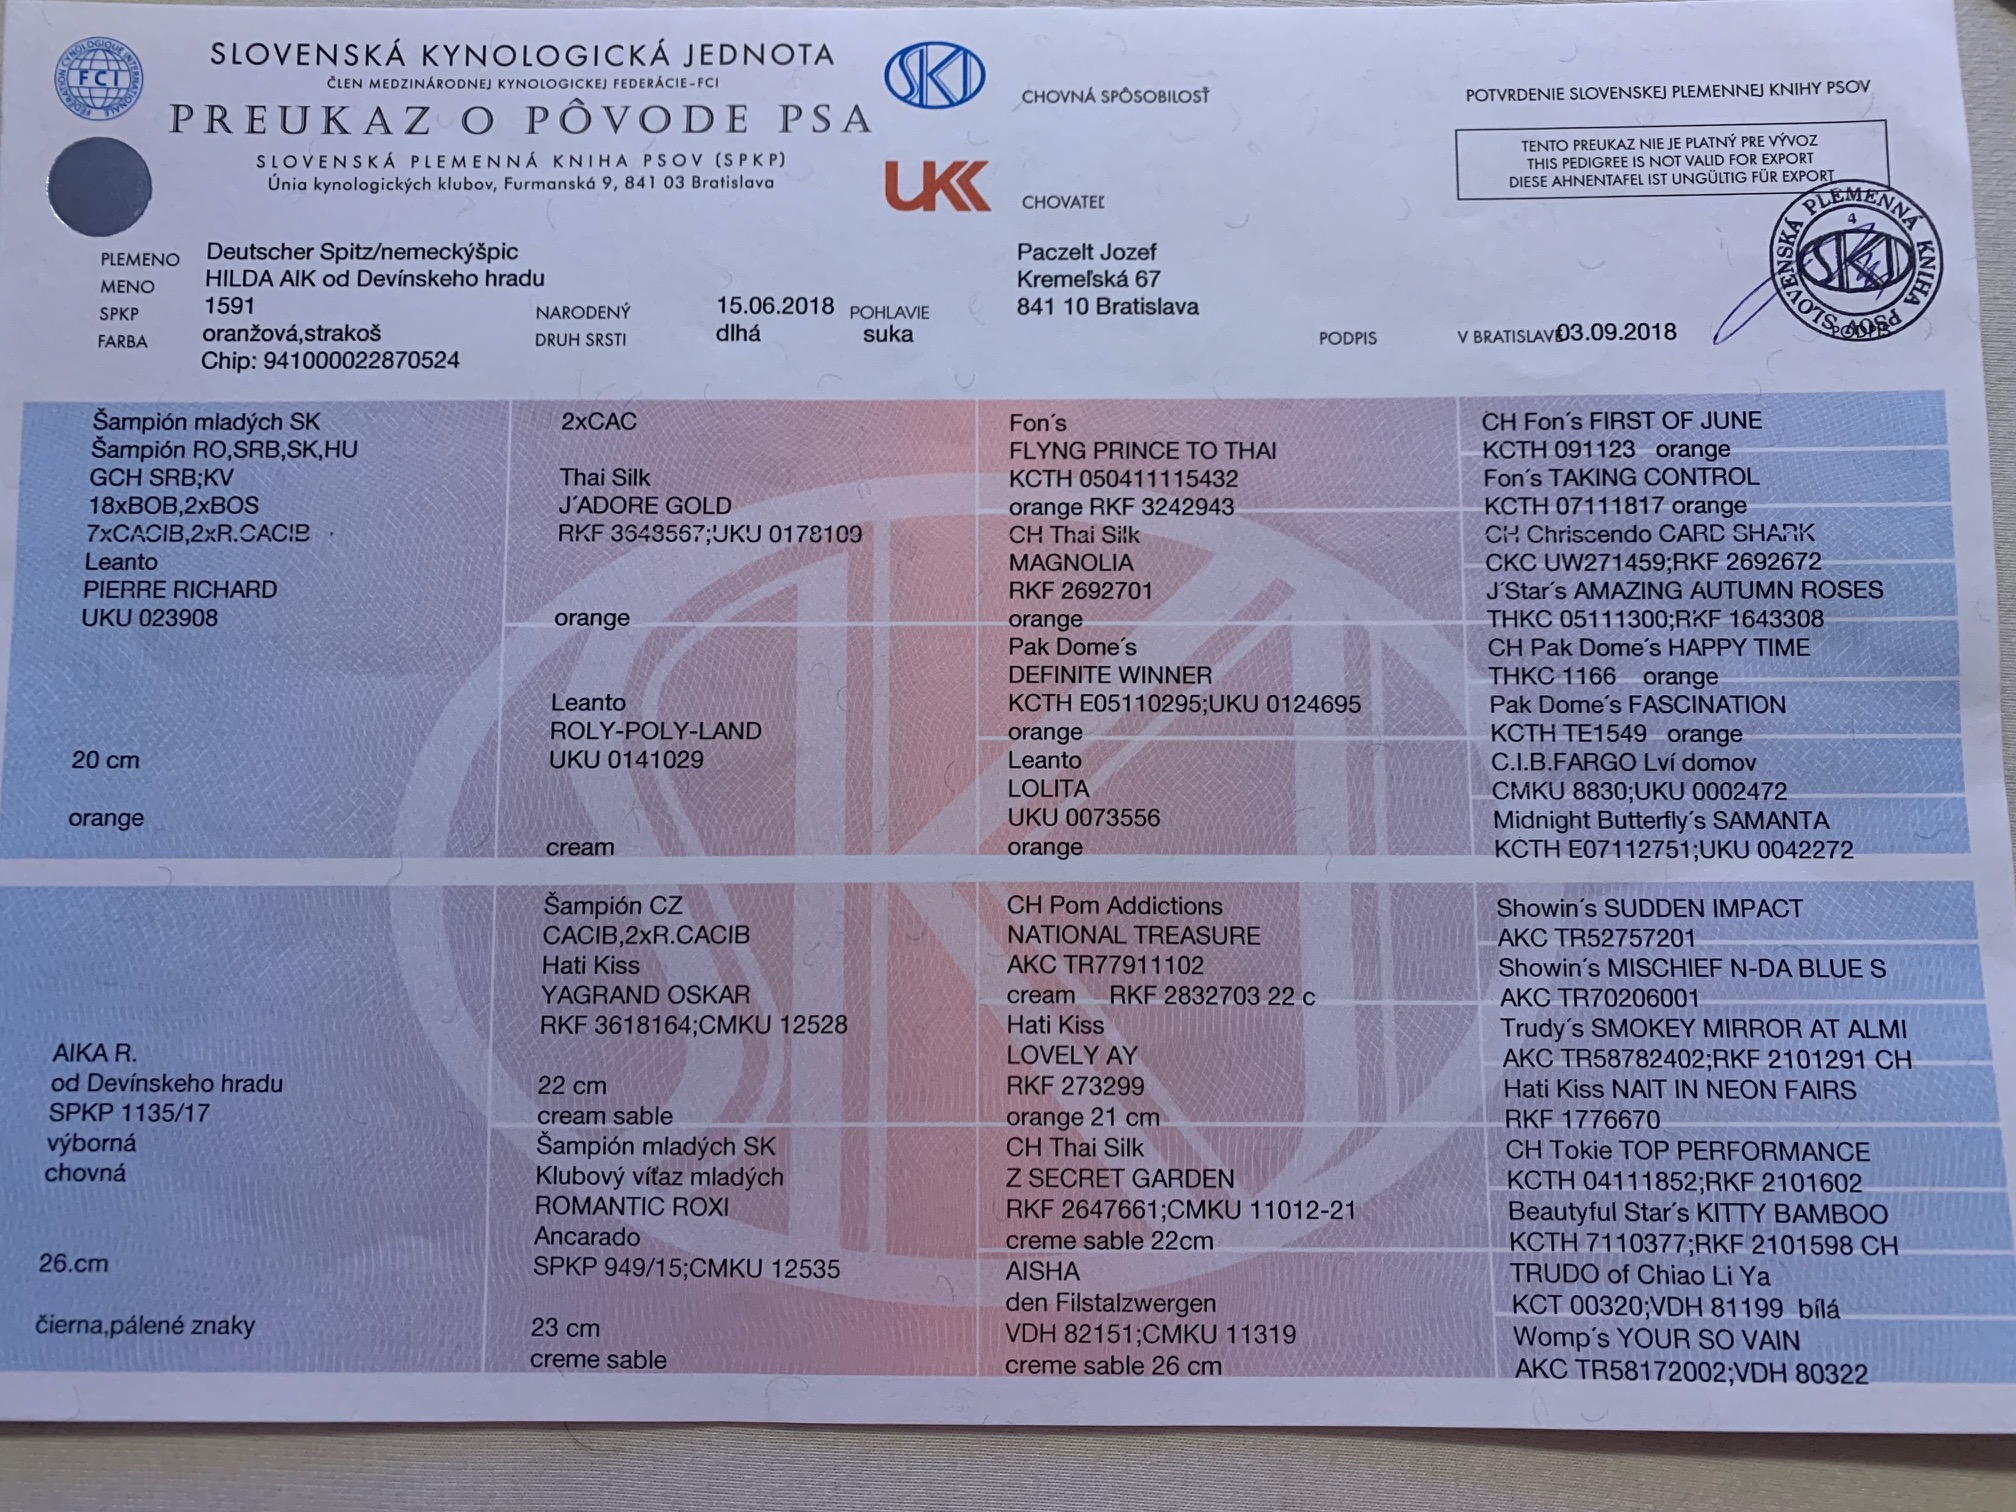 FEDERATION CYNOLOGIQUE INTERNATIONALE
FCI
SLOVENSKÁ KYNOLOGICKÁ JEDNOTA
ČLEN MEDZINÁRODNEJ KYNOLOGICKEJ FEDERÁCIE-FCI
PREUKAZ O PÔVODE PSA
SLOVENSKÁ PLEMENNÁ KNIHA PSOV (SPKP)
Únia kynologických klubov, Furmanská 9, 841 03 Bratislava
SKJ
UKK
CHOVNÁ SPÔSOBILOSŤ
CHOVATEĽ
POTVRDENIE SLOVENSKEJ PLEMENNEJ KNIHY PSOV
TENTO PREUKAZ NIE JE PLATNÝ PRE VÝVOZ
THIS PEDIGREE IS NOT VALID FOR EXPORT
DIESE AHNENTAFEL IST UNGÜLTIG FÜR EXPORT
SLOVENSKÁ PLEMENNÁ KNIHA PSOV
4
SKJ
PLEMENO Deutscher Spitz/nemeckýšpic
MENO HILDA AIK od Devínskeho hradu
SPKP 1591 NARODENÝ 15.06.2018 POHLAVIE suka
FARBA oranžová,strakoš DRUH SRSTI dlhá
Chip: 941000022870524
Paczelt Jozef
Kremeľská 67
841 10 Bratislava
PODPIS V BRATISLAVE 03.09.2018 PODPIS
Šampión mladých SK
Šampión RO,SRB,SK,HU
GCH SRB;KV
18xBOB,2xBOS
7xCACIB,2xR.CACIB
Leanto
PIERRE RICHARD
UKU 023908
20 cm
orange
2xCAC
Thai Silk
J´ADORE GOLD
RKF 3643567;UKU 0178109
orange
Leanto
ROLY-POLY-LAND
UKU 0141029
cream
Fon´s
FLYNG PRINCE TO THAI
KCTH 050411115432
orange RKF 3242943
CH Thai Silk
MAGNOLIA
RKF 2692701
orange
Pak Dome´s
DEFINITE WINNER
KCTH E05110295;UKU 0124695
orange
Leanto
LOLITA
UKU 0073556
orange
CH Fon´s FIRST OF JUNE
KCTH 091123 orange
Fon´s TAKING CONTROL
KCTH 07111817 orange
CH Chriscendo CARD SHARK
CKC UW271459;RKF 2692672
J´Star´s AMAZING AUTUMN ROSES
THKC 05111300;RKF 1643308
CH Pak Dome´s HAPPY TIME
THKC 1166 orange
Pak Dome´s FASCINATION
KCTH TE1549 orange
C.I.B.FARGO Lví domov
CMKU 8830;UKU 0002472
Midnight Butterfly´s SAMANTA
KCTH E07112751;UKU 0042272
AIKA R.
od Devínskeho hradu
SPKP 1135/17
výborná
chovná
26.cm
čierna,pálené znaky
Šampión CZ
CACIB,2xR.CACIB
Hati Kiss
YAGRAND OSKAR
RKF 3618164;CMKU 12528
22 cm
cream sable
Šampión mladých SK
Klubový víťaz mladých
ROMANTIC ROXI
Ancarado
SPKP 949/15;CMKU 12535
23 cm
creme sable
CH Pom Addictions
NATIONAL TREASURE
AKC TR77911102
cream RKF 2832703 22 c
Hati Kiss
LOVELY AY
RKF 273299
orange 21 cm
CH Thai Silk
Z SECRET GARDEN
RKF 2647661;CMKU 11012-21
creme sable 22cm
AISHA
den Filstalzwergen
VDH 82151;CMKU 11319
creme sable 26 cm
Showin´s SUDDEN IMPACT
AKC TR52757201
Showin´s MISCHIEF N-DA BLUE S
AKC TR70206001
Trudy´s SMOKEY MIRROR AT ALMI
AKC TR58782402;RKF 2101291 CH
Hati Kiss NAIT IN NEON FAIRS
RKF 1776670
CH Tokie TOP PERFORMANCE
KCTH 04111852;RKF 2101602
Beautyful Star´s KITTY BAMBOO
KCTH 7110377;RKF 2101598 CH
TRUDO of Chiao Li Ya
KCT 00320;VDH 81199 bílá
Womp´s YOUR SO VAIN
AKC TR58172002;VDH 80322